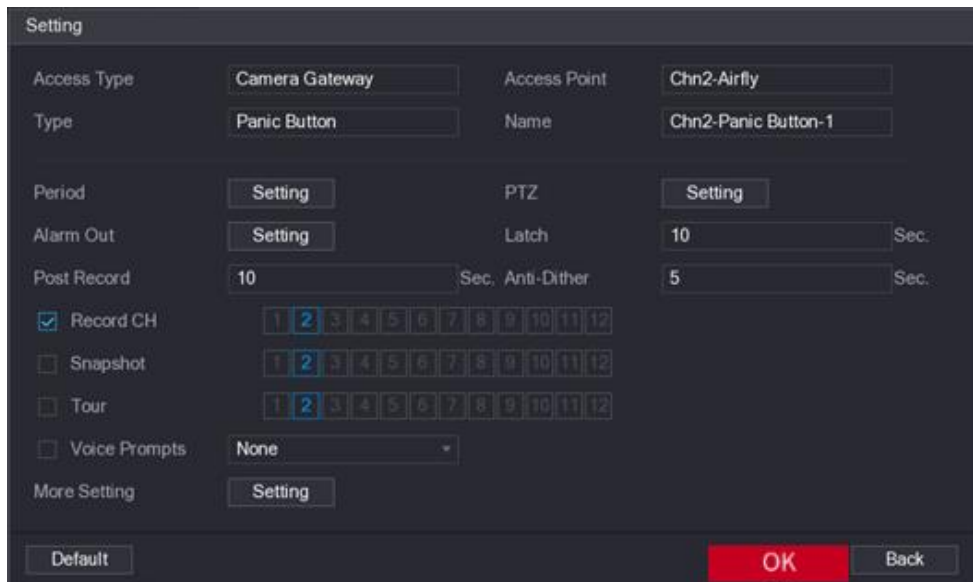 Setting
Access Type Camera Gateway Access Point Chn2-Airfly
Type Panic Button Name Chn2-Panic Button-1
Period Setting PTZ Setting
Alarm Out Setting Latch 10 Sec.
Post Record 10 Sec. Anti-Dither 5 Sec.
Record CH 1 2 3 4 5 6 7 8 9 10 11 12
Snapshot 1 2 3 4 5 6 7 8 9 10 11 12
Tour 1 2 3 4 5 6 7 8 9 10 11 12
Voice Prompts None
More Setting Setting
Default OK Back